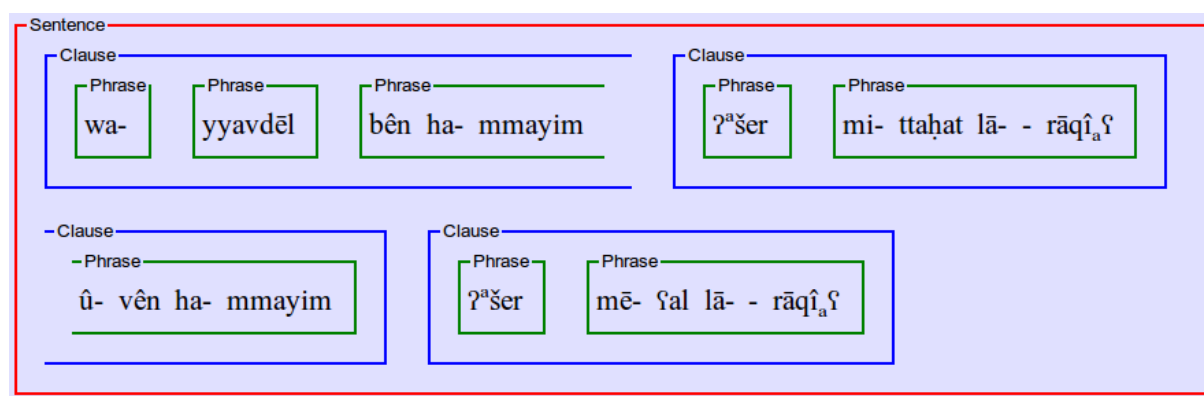 Sentence
Clause Clause
Phrase Phrase Phrase Phrase Phrase
wa- yyavdēl bên ha- mmayim ʔᵃšer mi- ttaḥat lā- - rāqîₐʕ
Clause Clause
Phrase Phrase Phrase
û- vên ha- mmayim ʔᵃšer mē- ʕal lā- - rāqîₐʕ